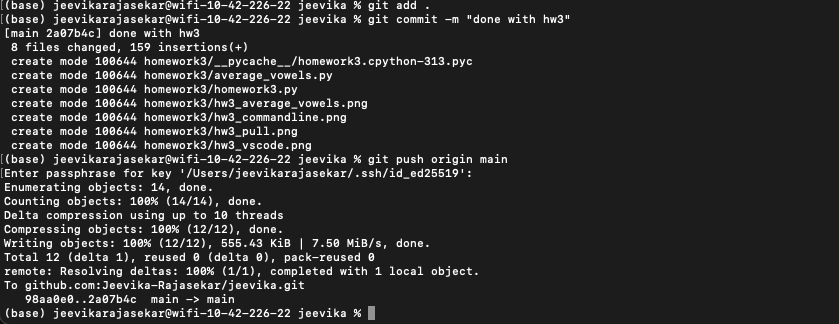 [(base) jeevikarajasekar@wifi-10-42-226-22 jeevika % git add .
[(base) jeevikarajasekar@wifi-10-42-226-22 jeevika % git commit -m "done with hw3"
[main 2a07b4c] done with hw3
 8 files changed, 159 insertions(+)
 create mode 100644 homework3/__pycache__/homework3.cpython-313.pyc
 create mode 100644 homework3/average_vowels.py
 create mode 100644 homework3/homework3.py
 create mode 100644 homework3/hw3_average_vowels.png
 create mode 100644 homework3/hw3_commandline.png
 create mode 100644 homework3/hw3_pull.png
 create mode 100644 homework3/hw3_vscode.png
[(base) jeevikarajasekar@wifi-10-42-226-22 jeevika % git push origin main
[Enter passphrase for key '/Users/jeevikarajasekar/.ssh/id_ed25519':
Enumerating objects: 14, done.
Counting objects: 100% (14/14), done.
Delta compression using up to 10 threads
Compressing objects: 100% (12/12), done.
Writing objects: 100% (12/12), 555.43 KiB | 7.50 MiB/s, done.
Total 12 (delta 1), reused 0 (delta 0), pack-reused 0
remote: Resolving deltas: 100% (1/1), completed with 1 local object.
To github.com:Jeevika-Rajasekar/jeevika.git
   98aa0e0..2a07b4c  main -> main
(base) jeevikarajasekar@wifi-10-42-226-22 jeevika %